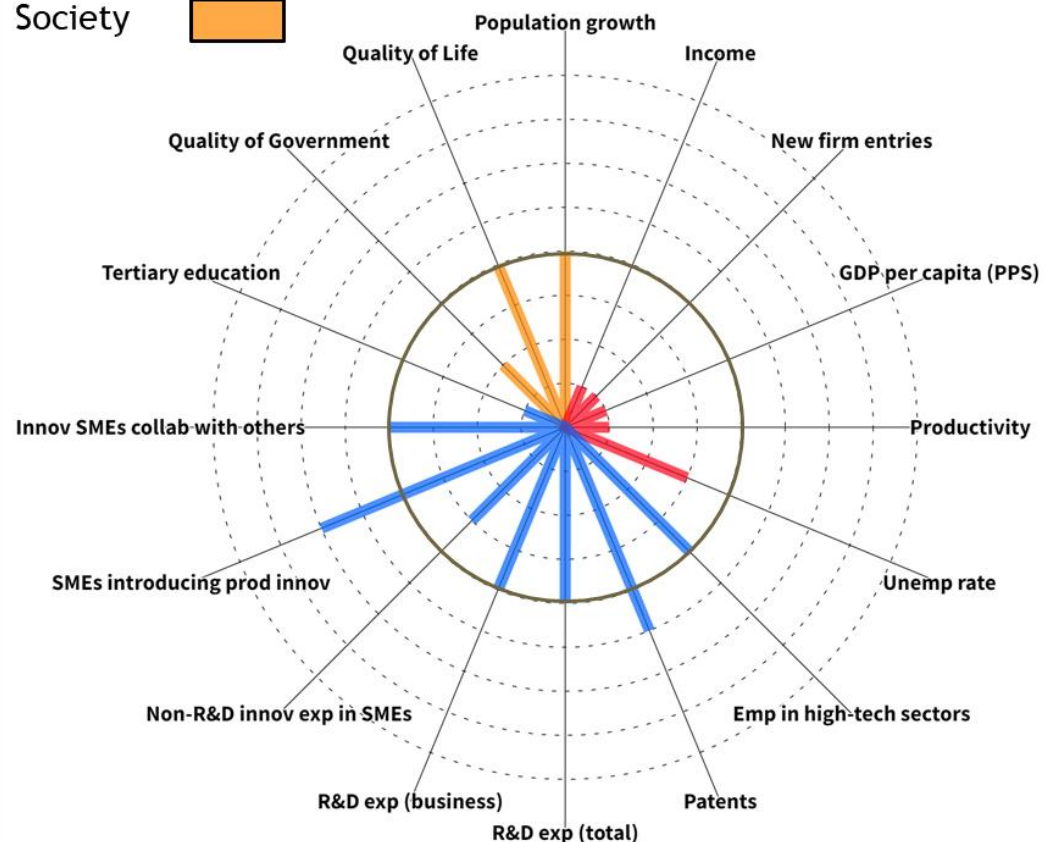 Society
Population growth
Quality of Life
Income
Quality of Government
New firm entries
Tertiary education
GDP per capita (PPS)
Innov SMEs collab with others
Productivity
SMEs introducing prod innov
Unemp rate
Non-R&D innov exp in SMEs
Emp in high-tech sectors
R&D exp (business)
Patents
R&D exp (total)